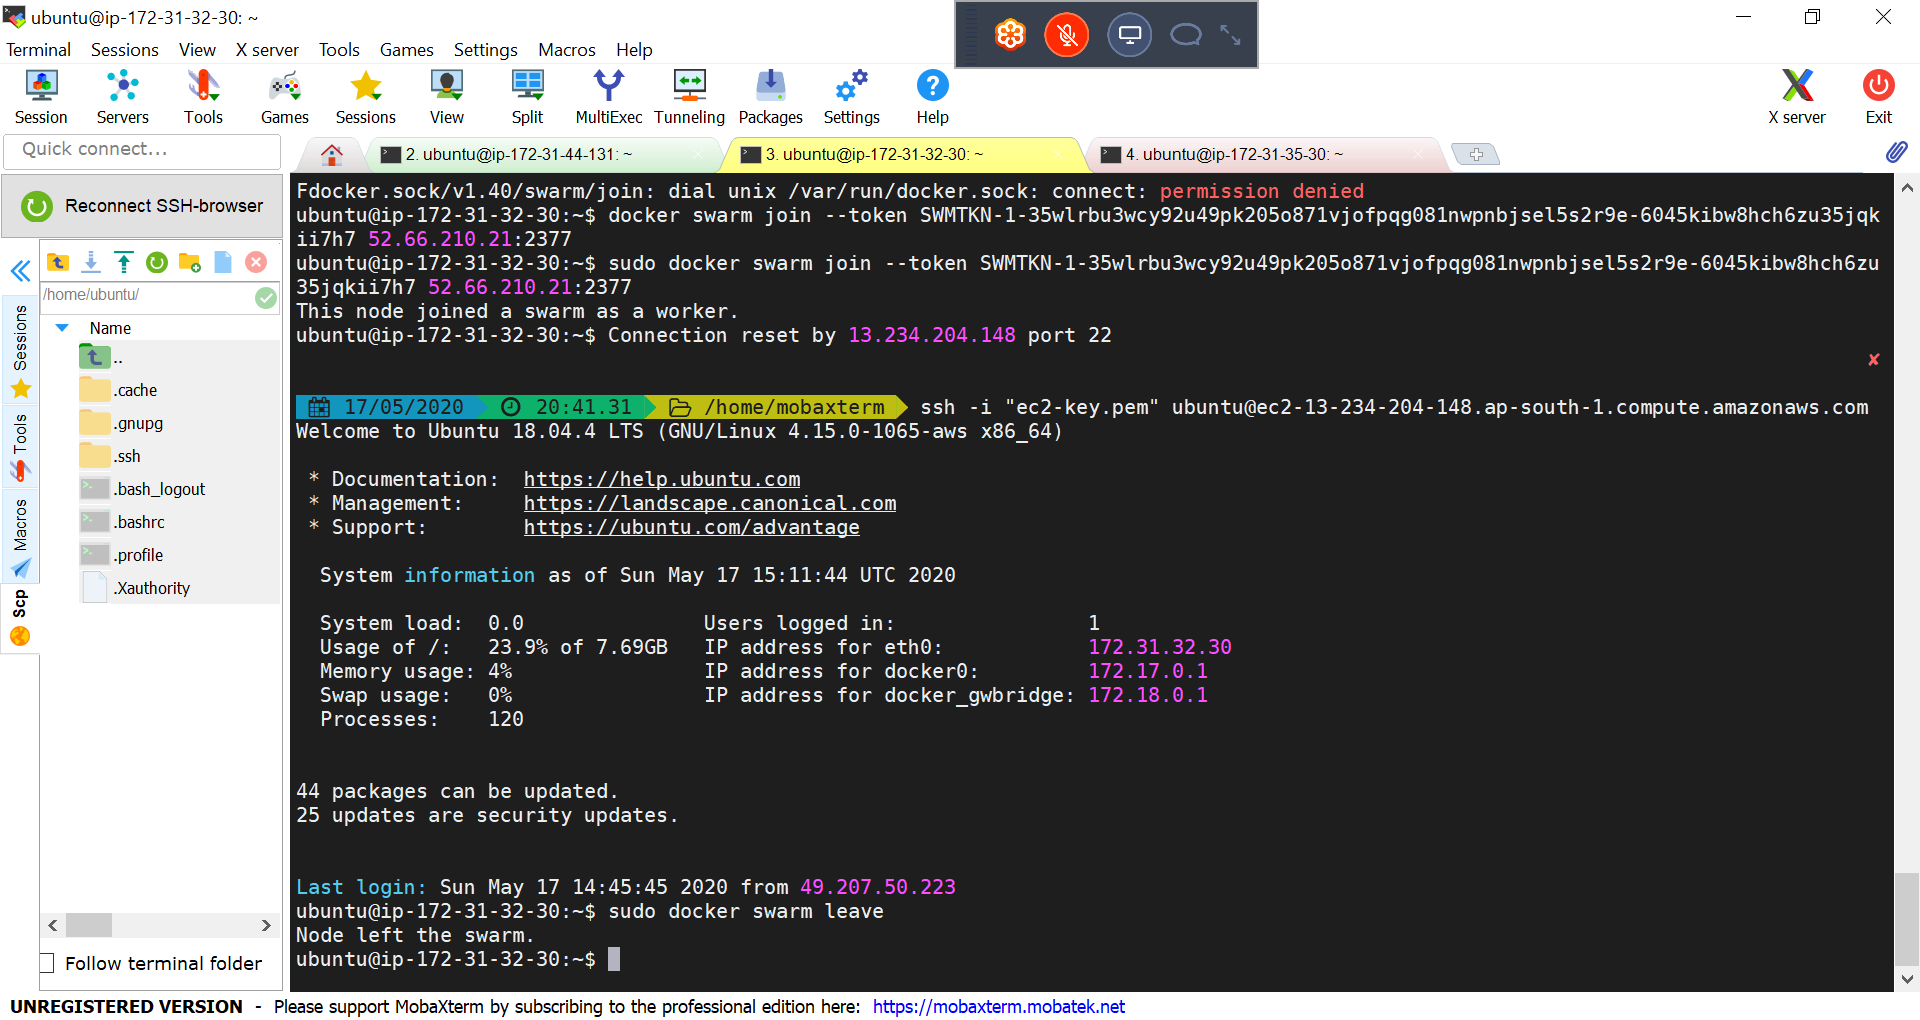 ubuntu@ip-172-31-32-30: ~
Terminal Sessions View X server Tools Games Settings Macros Help
Session Servers Tools Games Sessions View Split MultiExec Tunneling Packages Settings Help X server Exit
Quick connect...
2. ubuntu@ip-172-31-44-131: ~
3. ubuntu@ip-172-31-32-30: ~
4. ubuntu@ip-172-31-35-30: ~
Reconnect SSH-browser
/home/ubuntu/
Name
..
.cache
.gnupg
.ssh
.bash_logout
.bashrc
.profile
.Xauthority
Sessions
Tools
Macros
Scp
Follow terminal folder
Fdocker.sock/v1.40/swarm/join: dial unix /var/run/docker.sock: connect: permission denied
ubuntu@ip-172-31-32-30:~$ docker swarm join --token SWMTKN-1-35wlrbu3wcy92u49pk205o871vjofpqg081nwpnbjsel5s2r9e-6045kibw8hch6zu35jqk
ii7h7 52.66.210.21:2377
ubuntu@ip-172-31-32-30:~$ sudo docker swarm join --token SWMTKN-1-35wlrbu3wcy92u49pk205o871vjofpqg081nwpnbjsel5s2r9e-6045kibw8hch6zu
35jqkii7h7 52.66.210.21:2377
This node joined a swarm as a worker.
ubuntu@ip-172-31-32-30:~$ Connection reset by 13.234.204.148 port 22
17/05/2020 20:41.31 /home/mobaxterm ssh -i "ec2-key.pem" ubuntu@ec2-13-234-204-148.ap-south-1.compute.amazonaws.com
Welcome to Ubuntu 18.04.4 LTS (GNU/Linux 4.15.0-1065-aws x86_64)
* Documentation: https://help.ubuntu.com
* Management: https://landscape.canonical.com
* Support: https://ubuntu.com/advantage
System information as of Sun May 17 15:11:44 UTC 2020
System load: 0.0 Users logged in: 1
Usage of /: 23.9% of 7.69GB IP address for eth0: 172.31.32.30
Memory usage: 4% IP address for docker0: 172.17.0.1
Swap usage: 0% IP address for docker_gwbridge: 172.18.0.1
Processes: 120
44 packages can be updated.
25 updates are security updates.
Last login: Sun May 17 14:45:45 2020 from 49.207.50.223
ubuntu@ip-172-31-32-30:~$ sudo docker swarm leave
Node left the swarm.
ubuntu@ip-172-31-32-30:~$
UNREGISTERED VERSION - Please support MobaXterm by subscribing to the professional edition here: https://mobaxterm.mobatek.net